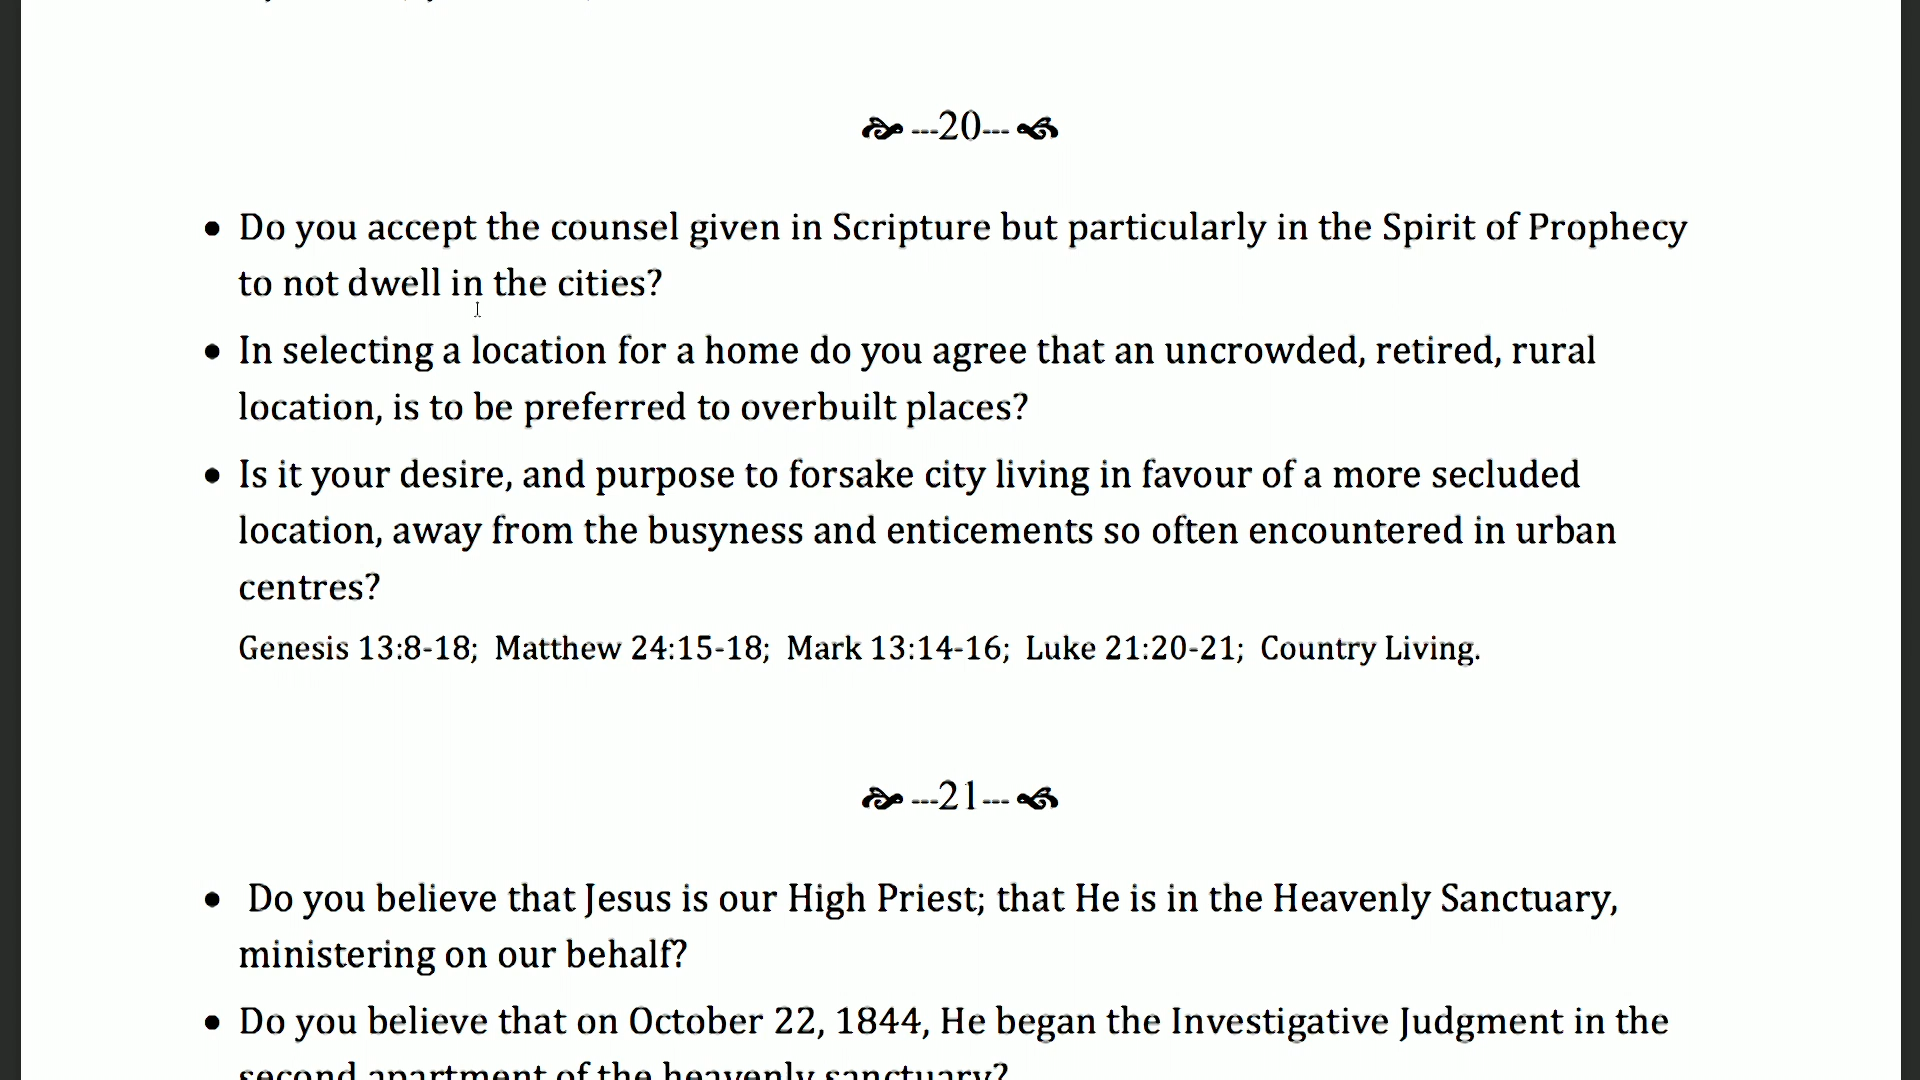 ---20---
• Do you accept the counsel given in Scripture but particularly in the Spirit of Prophecy
to not dwell in the cities?
• In selecting a location for a home do you agree that an uncrowded, retired, rural
location, is to be preferred to overbuilt places?
• Is it your desire, and purpose to forsake city living in favour of a more secluded
location, away from the busyness and enticements so often encountered in urban
centres?
Genesis 13:8-18; Matthew 24:15-18; Mark 13:14-16; Luke 21:20-21; Country Living.
---21---
• Do you believe that Jesus is our High Priest; that He is in the Heavenly Sanctuary,
ministering on our behalf?
• Do you believe that on October 22, 1844, He began the Investigative Judgment in the
second apartment of the heavenly sanctuary?